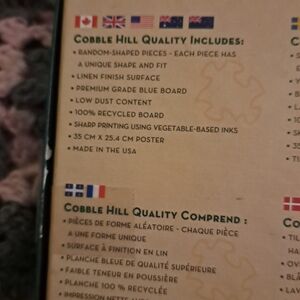 COBBLE HILL QUALITY INCLUDES:
• RANDOM-SHAPED PIECES - EACH PIECE HAS
A UNIQUE SHAPE AND FIT
• LINEN FINISH SURFACE
• PREMIUM GRADE BLUE BOARD
• LOW DUST CONTENT
• 100% RECYCLED BOARD
• SHARP PRINTING USING VEGETABLE-BASED INKS
• 35 CM X 25.4 CM POSTER
• MADE IN THE USA
COBBLE HILL QUALITY COMPREND :
• PIÈCES DE FORME ALÉATOIRE - CHAQUE PIÈCE
A UNE FORME UNIQUE
• SURFACE À FINITION EN LIN
• PLANCHE BLEUE DE QUALITÉ SUPÉRIEURE
• FAIBLE TENEUR EN POUSSIÈRE
• PLANCHE 100 % RECYCLÉE
IMPRESSION